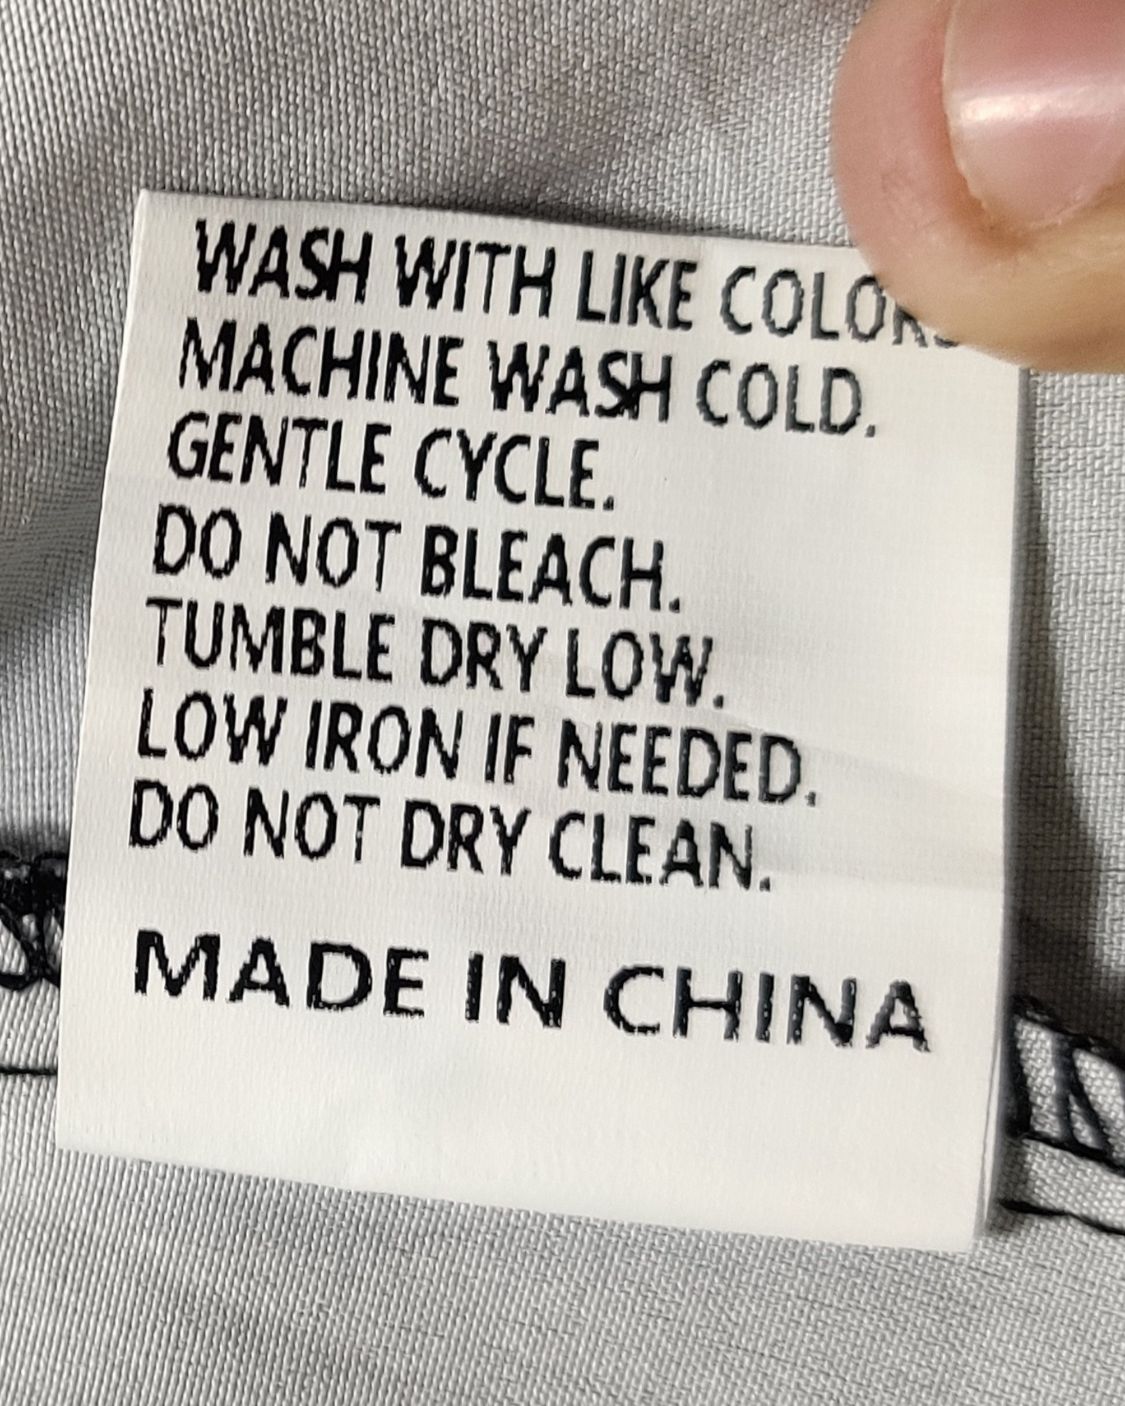 WASH WITH LIKE COLORS
MACHINE WASH COLD.
GENTLE CYCLE.
DO NOT BLEACH.
TUMBLE DRY LOW.
LOW IRON IF NEEDED.
DO NOT DRY CLEAN.
MADE IN CHINA